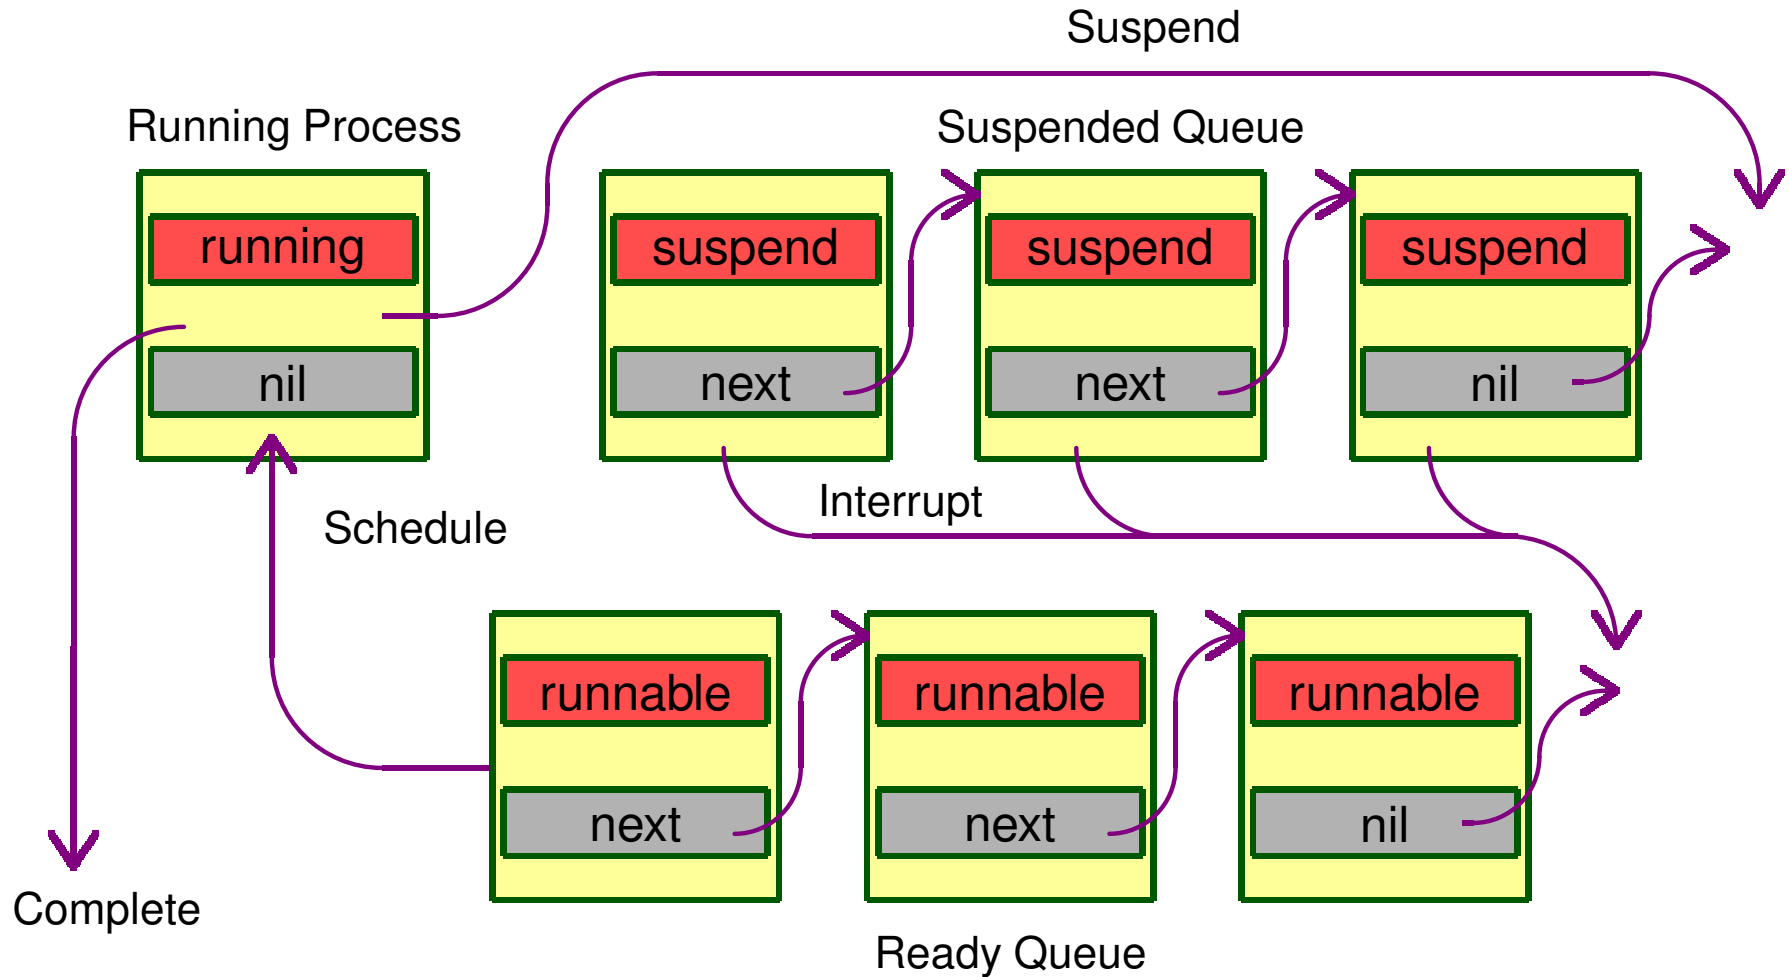 Suspend
Running Process
Suspended Queue
running
suspend
suspend
suspend
nil
next
next
nil
Interrupt
Schedule
runnable
runnable
runnable
next
next
nil
Complete
Ready Queue